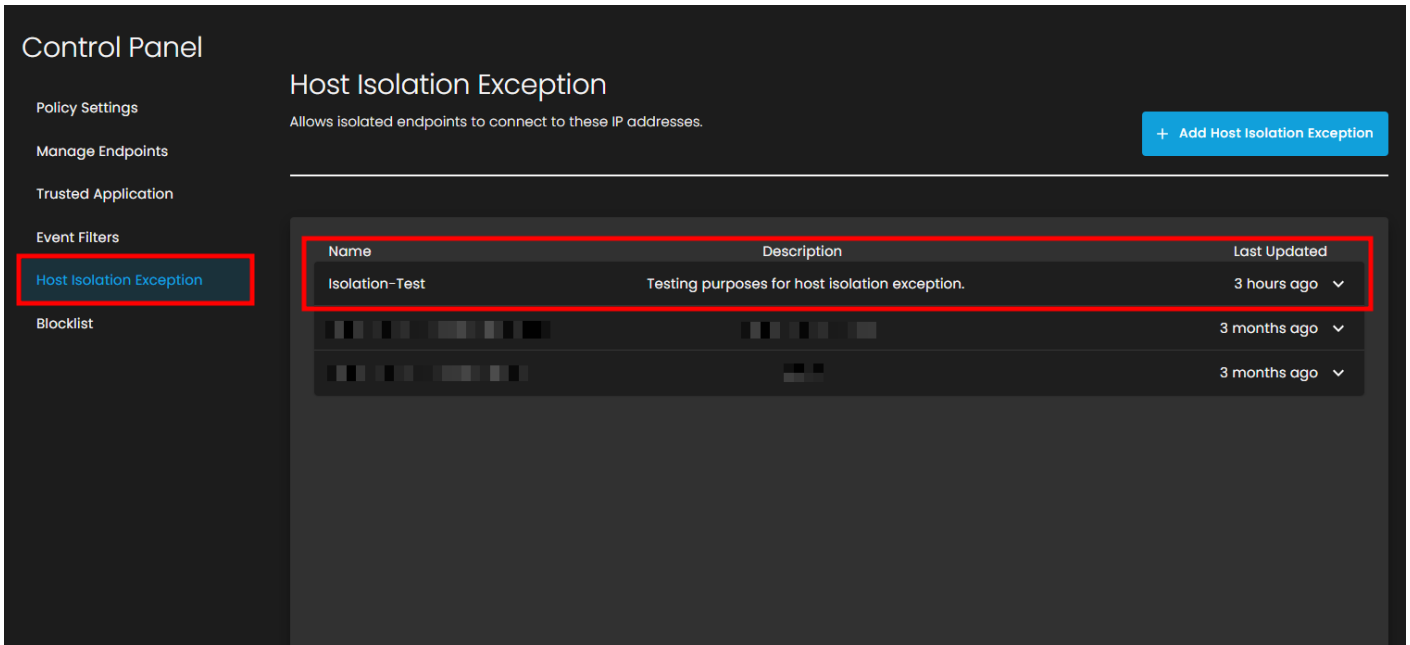 Control Panel
Policy Settings
Manage Endpoints
Trusted Application
Event Filters
Host Isolation Exception
Blocklist
Host Isolation Exception
Allows isolated endpoints to connect to these IP addresses.
+ Add Host Isolation Exception
Name Description Last Updated
Isolation-Test Testing purposes for host isolation exception. 3 hours ago
3 months ago
3 months ago